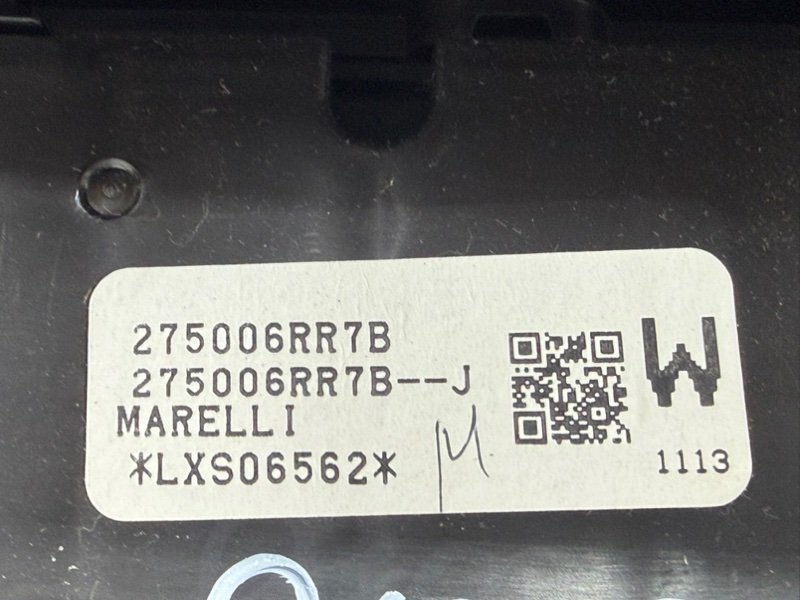 275006RR7B
275006RR7B--J
MARELLI
*LXS06562*
W
1113